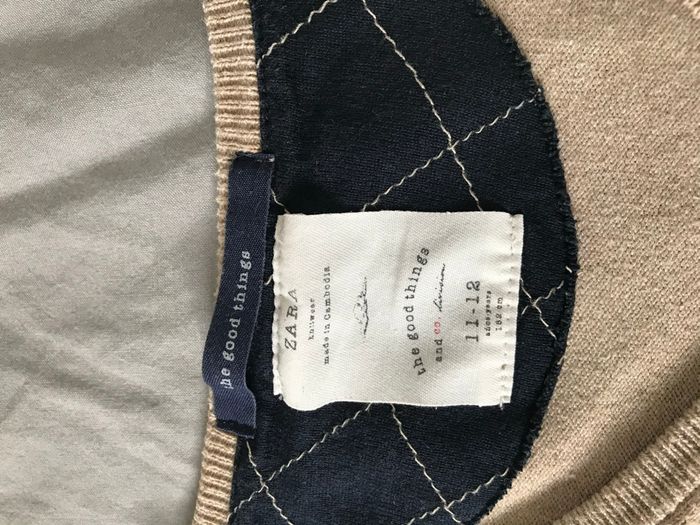 ZARA
knitwear
made in Cambodia
the good things
and co. division
11-12
años-years
152 cm
he good things